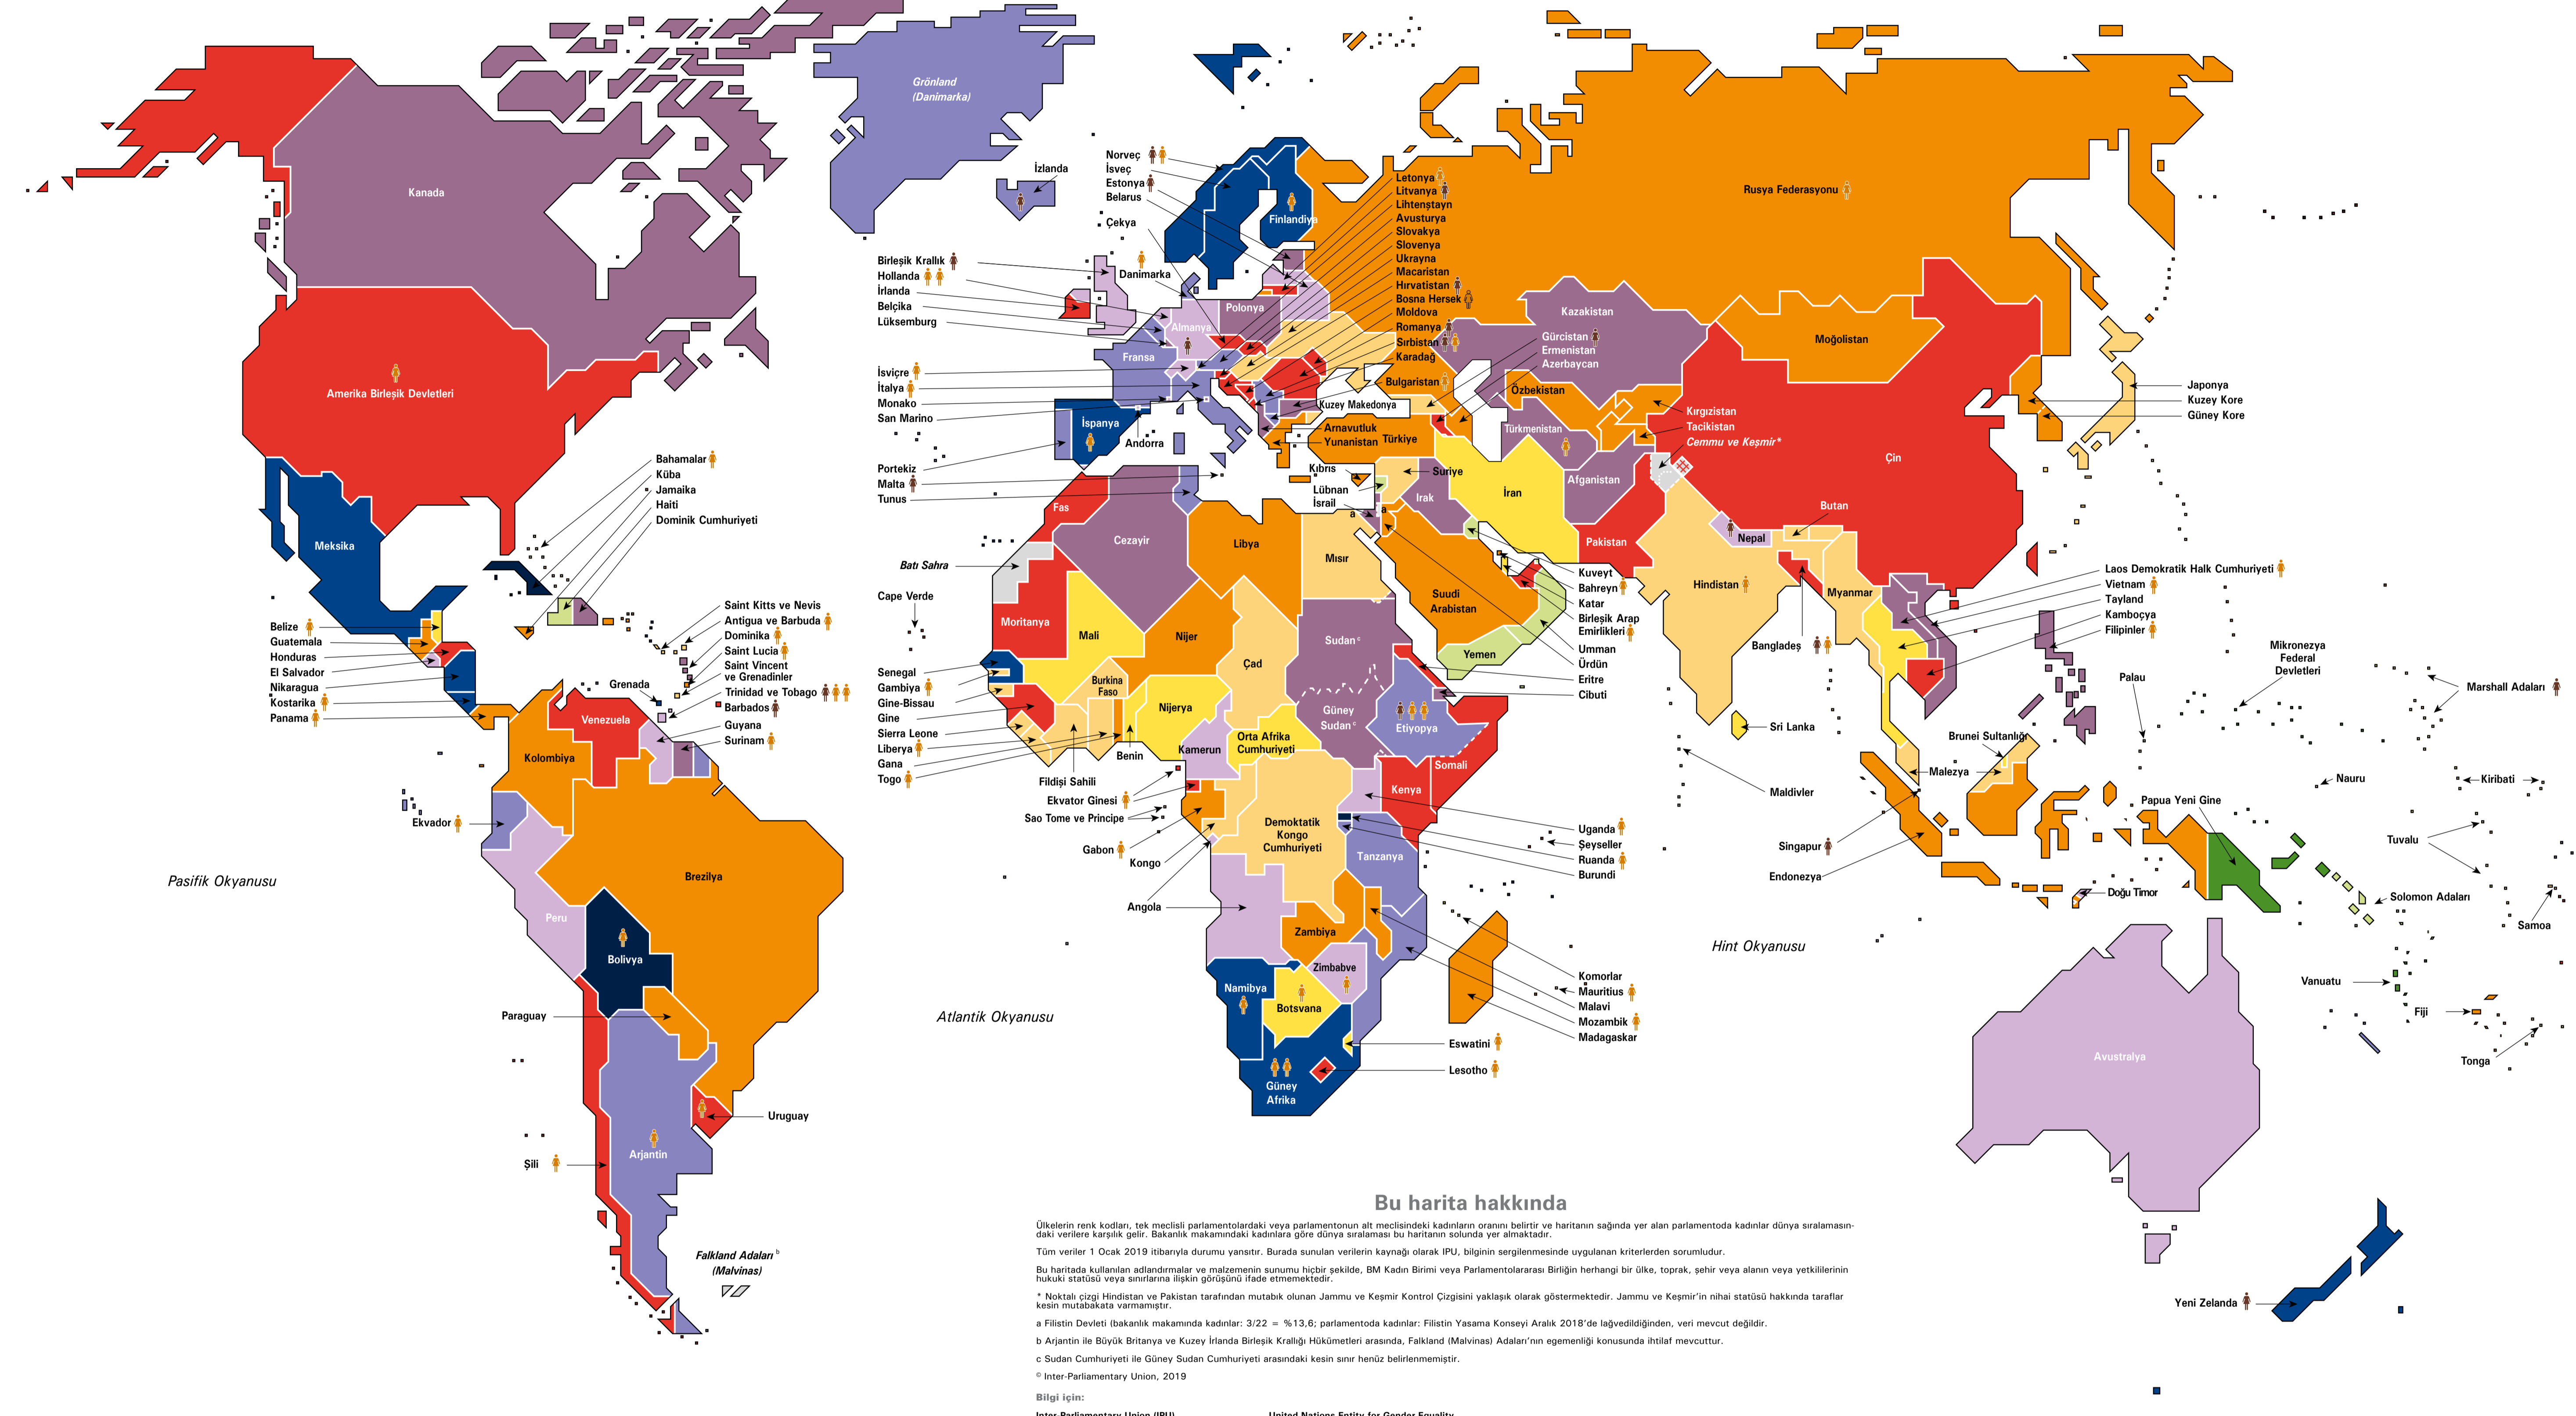 Grönland
(Danimarka)
Kanada
İzlanda
Norveç
İsveç
Estonya
Belarus
Çekya
Finlandiya
Letonya
Litvanya
Lihtenştayn
Avusturya
Slovakya
Slovenya
Ukrayna
Macaristan
Hırvatistan
Bosna Hersek
Moldova
Romanya
Sırbistan
Karadağ
Bulgaristan
Kuzey Makedonya
Arnavutluk
Yunanistan
Türkiye
Rusya Federasyonu
Birleşik Krallık
Hollanda
İrlanda
Belçika
Lüksemburg
Danimarka
Polonya
Almanya
Fransa
İsviçre
İtalya
Monako
San Marino
İspanya
Andorra
Portekiz
Malta
Tunus
Kazakistan
Gürcistan
Ermenistan
Azerbaycan
Özbekistan
Türkmenistan
Kırgızistan
Tacikistan
Cemmu ve Keşmir*
Moğolistan
Japonya
Kuzey Kore
Güney Kore
Çin
Amerika Birleşik Devletleri
Meksika
Bahamalar
Küba
Jamaika
Haiti
Dominik Cumhuriyeti
Kıbrıs
Suriye
Lübnan
İsrail
a
a
Irak
İran
Afganistan
Pakistan
Butan
Nepal
Hindistan
Myanmar
Bangladeş
Fas
Cezayir
Libya
Mısır
Batı Sahra
Cape Verde
Moritanya
Mali
Nijer
Çad
Sudan c
Suudi
Arabistan
Yemen
Kuveyt
Bahreyn
Katar
Birleşik Arap
Emirlikleri
Umman
Ürdün
Eritre
Cibuti
Laos Demokratik Halk Cumhuriyeti
Vietnam
Tayland
Kamboçya
Filipinler
Belize
Guatemala
Honduras
El Salvador
Nikaragua
Kostarika
Panama
Saint Kitts ve Nevis
Antigua ve Barbuda
Dominika
Saint Lucia
Saint Vincent
ve Grenadinler
Grenada
Trinidad ve Tobago
Barbados
Guyana
Surinam
Venezuela
Kolombiya
Ekvador
Peru
Brezilya
Bolivya
Paraguay
Uruguay
Arjantin
Şili
Falkland Adaları b
(Malvinas)
Senegal
Gambiya
Gine-Bissau
Gine
Sierra Leone
Liberya
Gana
Togo
Burkina
Faso
Nijerya
Benin
Fildişi Sahili
Kamerun
Orta Afrika
Cumhuriyeti
Güney
Sudan c
Etiyopya
Somali
Kenya
Ekvator Ginesi
Sao Tome ve Principe
Gabon
Kongo
Demoktatik
Kongo
Cumhuriyeti
Angola
Tanzanya
Uganda
Şeyseller
Ruanda
Burundi
Zambiya
Zimbabve
Namibya
Botsvana
Güney
Afrika
Komorlar
Mauritius
Malavi
Mozambik
Madagaskar
Eswatini
Lesotho
Sri Lanka
Maldivler
Brunei Sultanlığı
Malezya
Singapur
Endonezya
Doğu Timor
Palau
Mikronezya
Federal
Devletleri
Marshall Adaları
Nauru
Kiribati
Papua Yeni Gine
Tuvalu
Solomon Adaları
Samoa
Vanuatu
Fiji
Tonga
Avustralya
Yeni Zelanda
Pasifik Okyanusu
Atlantik Okyanusu
Hint Okyanusu
Bu harita hakkında
Ülkelerin renk kodları, tek meclisli parlamentolardaki veya parlamentonun alt meclisindeki kadınların oranını belirtir ve haritanın sağında yer alan parlamentoda kadınlar dünya sıralamasın-
daki verilere karşılık gelir. Bakanlık makamındaki kadınlara göre dünya sıralaması bu haritanın solunda yer almaktadır.
Tüm veriler 1 Ocak 2019 itibarıyla durumu yansıtır. Burada sunulan verilerin kaynağı olarak IPU, bilginin sergilenmesinde uygulanan kriterlerden sorumludur.
Bu haritada kullanılan adlandırmalar ve malzemenin sunumu hiçbir şekilde, BM Kadın Birimi veya Parlamentolararası Birliğin herhangi bir ülke, toprak, şehir veya alanın veya yetkililerinin
hukuki statüsü veya sınırlarına ilişkin görüşünü ifade etmemektedir.
* Noktalı çizgi Hindistan ve Pakistan tarafından mutabık olunan Jammu ve Keşmir Kontrol Çizgisini yaklaşık olarak göstermektedir. Jammu ve Keşmir'in nihai statüsü hakkında taraflar
kesin mutabakata varmamıştır.
a Filistin Devleti (bakanlık makamında kadınlar: 3/22 = %13,6; parlamentoda kadınlar: Filistin Yasama Konseyi Aralık 2018'de lağvedildiğinden, veri mevcut değildir.
b Arjantin ile Büyük Britanya ve Kuzey İrlanda Birleşik Krallığı Hükümetleri arasında, Falkland (Malvinas) Adaları'nın egemenliği konusunda ihtilaf mevcuttur.
c Sudan Cumhuriyeti ile Güney Sudan Cumhuriyeti arasındaki kesin sınır henüz belirlenmemiştir.
© Inter-Parliamentary Union, 2019
Bilgi için:
Inter-Parliamentary Union (IPU)
United Nations Entity for Gender Equality